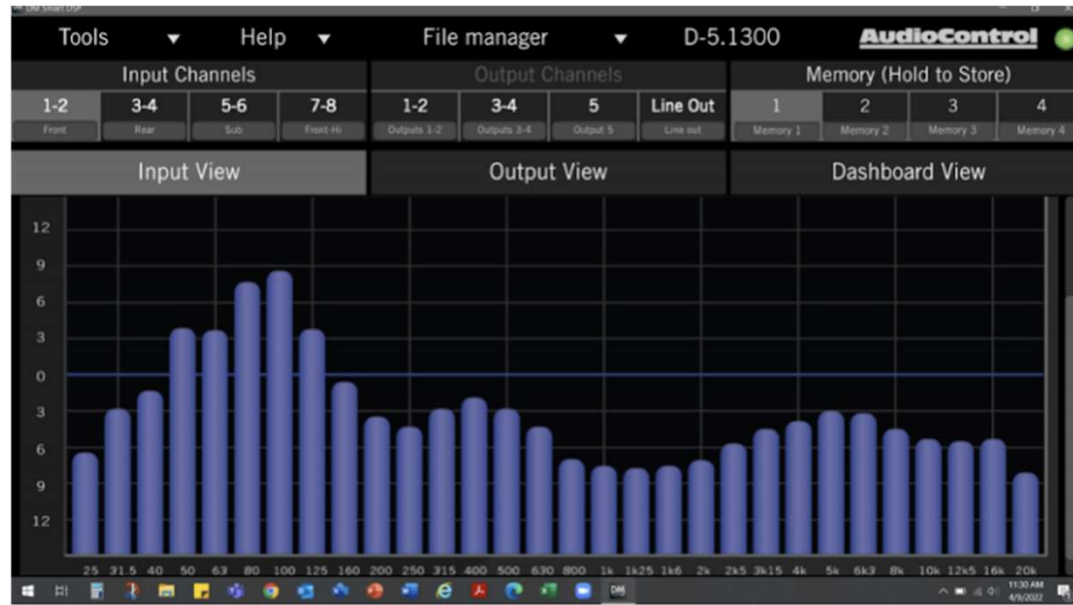 DM Smart DSP
Tools Help File manager D-5.1300 AudioControl
Input Channels Output Channels Memory (Hold to Store)
1-2 3-4 5-6 7-8 1-2 3-4 5 Line Out 1 2 3 4
Front Rear Sub Front-Hi Outputs 1-2 Outputs 3-4 Output 5 Line out Memory 1 Memory 2 Memory 3 Memory 4
Input View Output View Dashboard View
12
9
6
3
0
3
6
9
12
25 31.5 40 50 63 80 100 125 160 200 250 315 400 500 630 800 1k 1k25 1k6 2k 2k5 3k15 4k 5k 6k3 8k 10k 12k5 16k 20k
DM
11:30 AM
4/9/2022